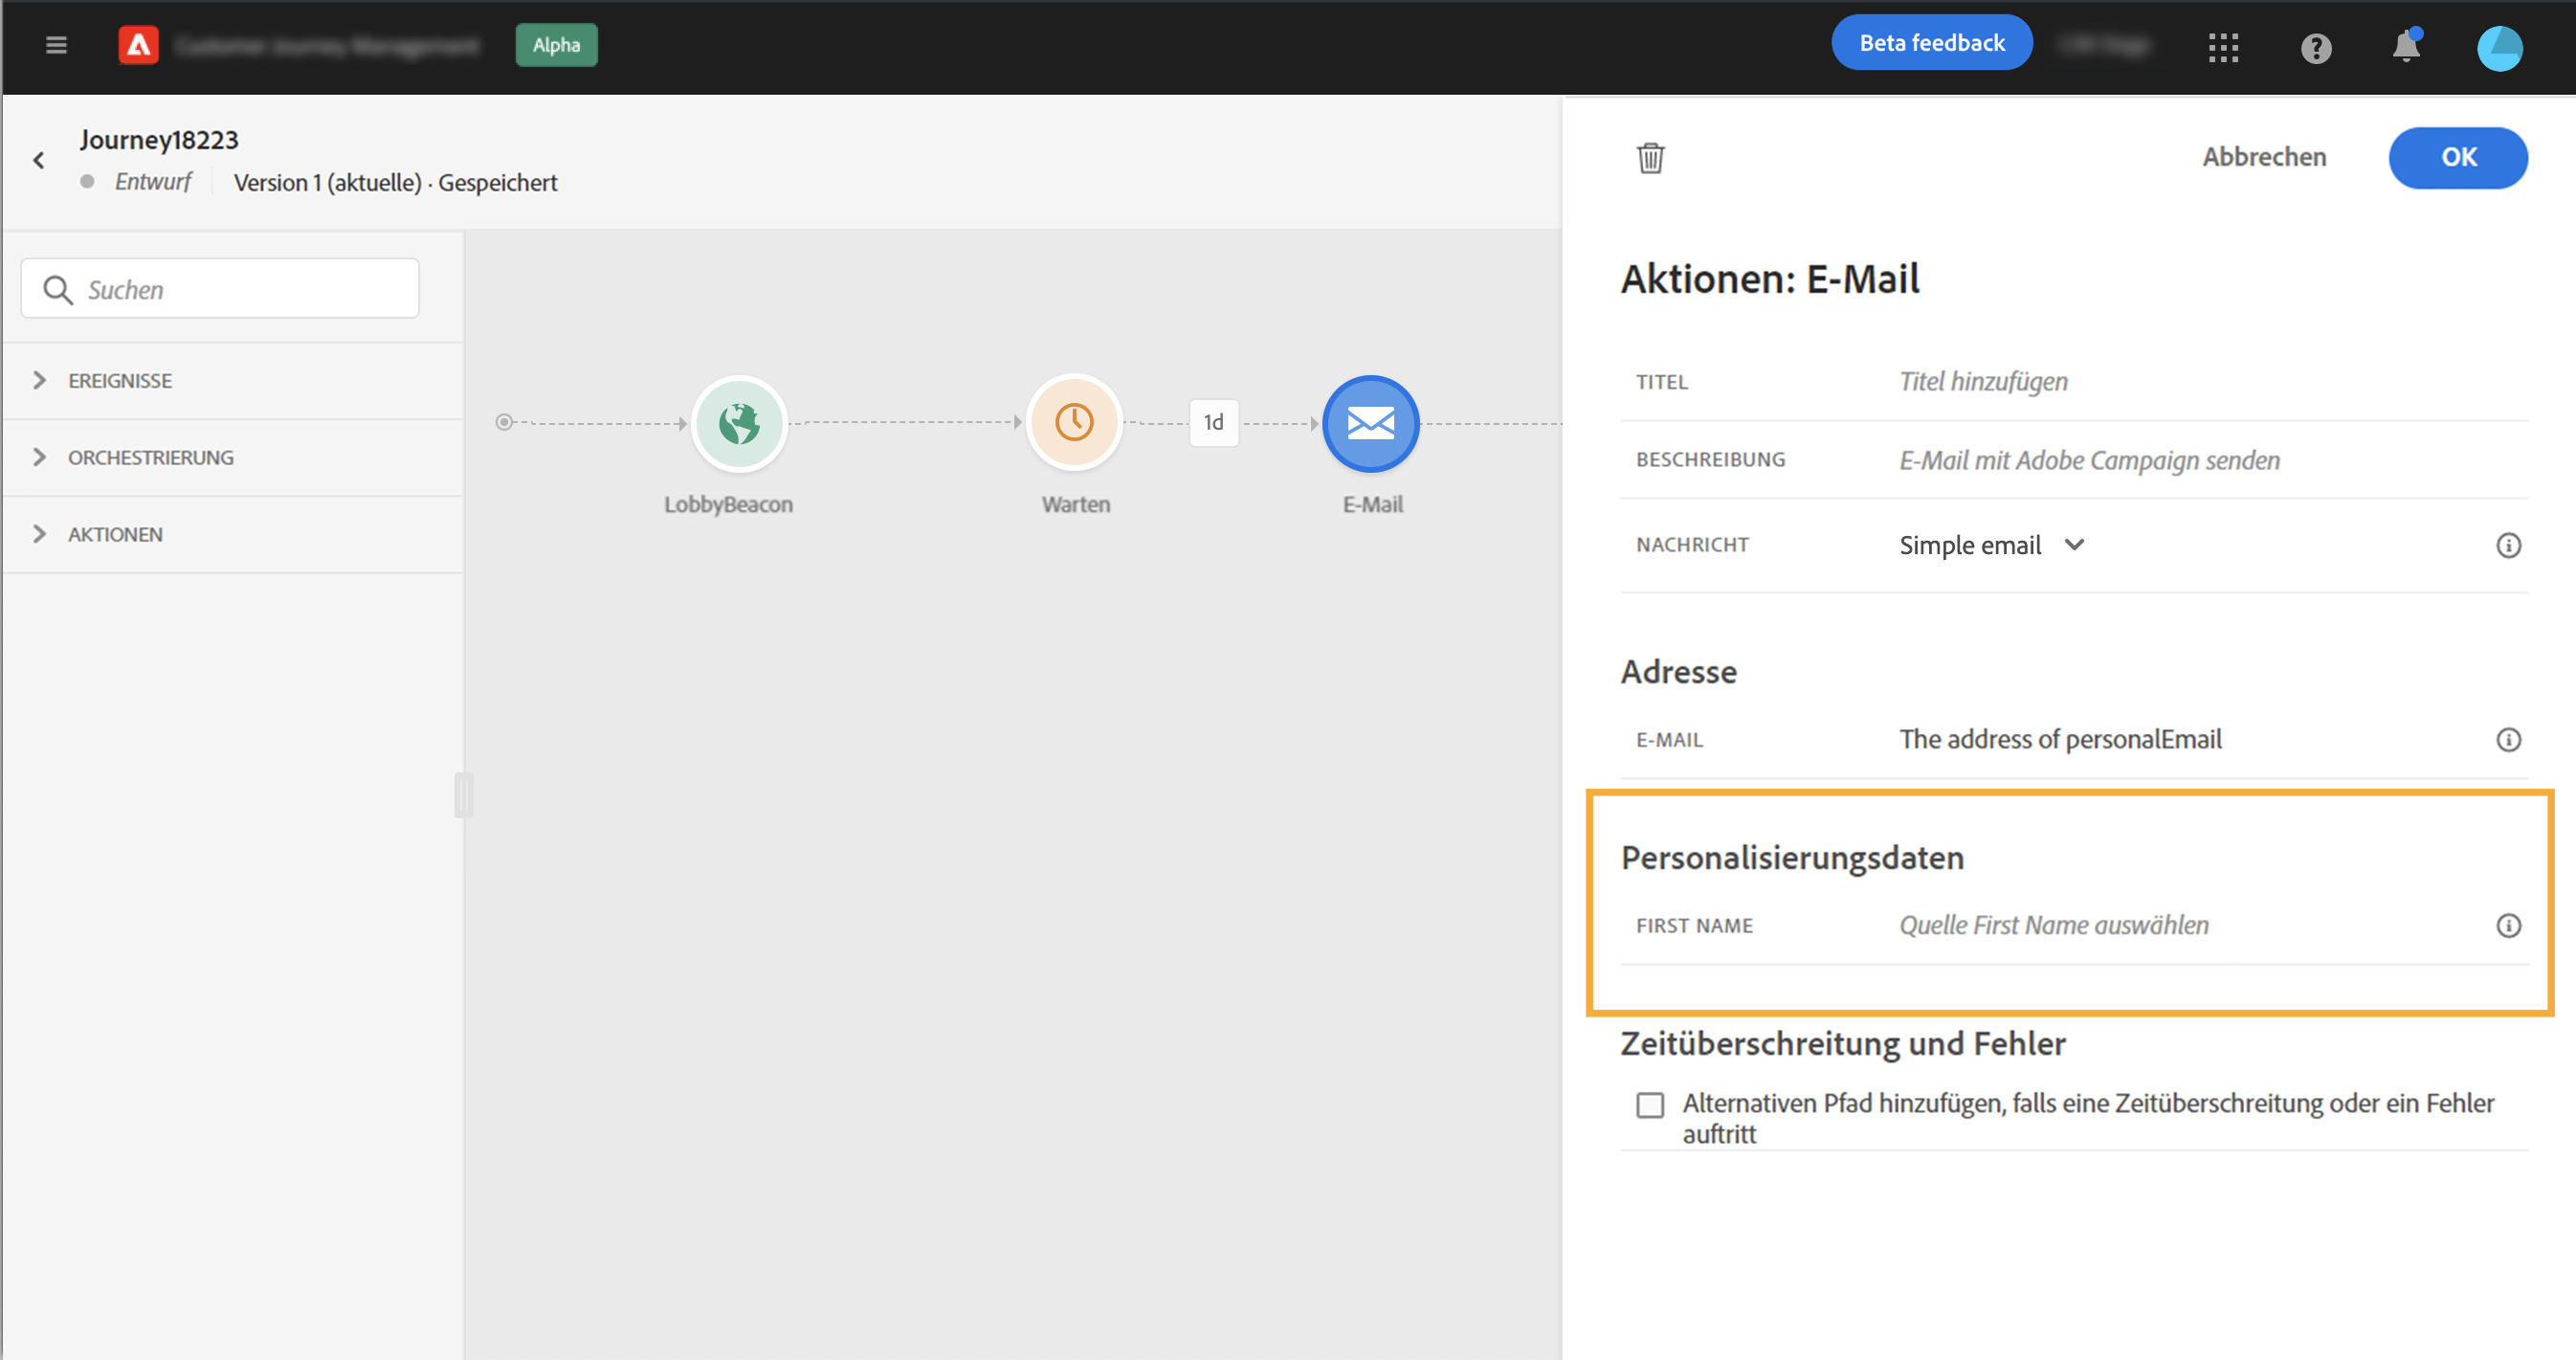 Alpha
Beta feedback
Journey18223
Entwurf
Version 1 (aktuelle) · Gespeichert
Abbrechen
OK
Suchen
EREIGNISSE
ORCHESTRIERUNG
AKTIONEN
1d
LobbyBeacon
Warten
E-Mail
Aktionen: E-Mail
TITEL
Titel hinzufügen
BESCHREIBUNG
E-Mail mit Adobe Campaign senden
NACHRICHT
Simple email
Adresse
E-MAIL
The address of personalEmail
Personalisierungsdaten
FIRST NAME
Quelle First Name auswählen
Zeitüberschreitung und Fehler
Alternativen Pfad hinzufügen, falls eine Zeitüberschreitung oder ein Fehler
auftritt